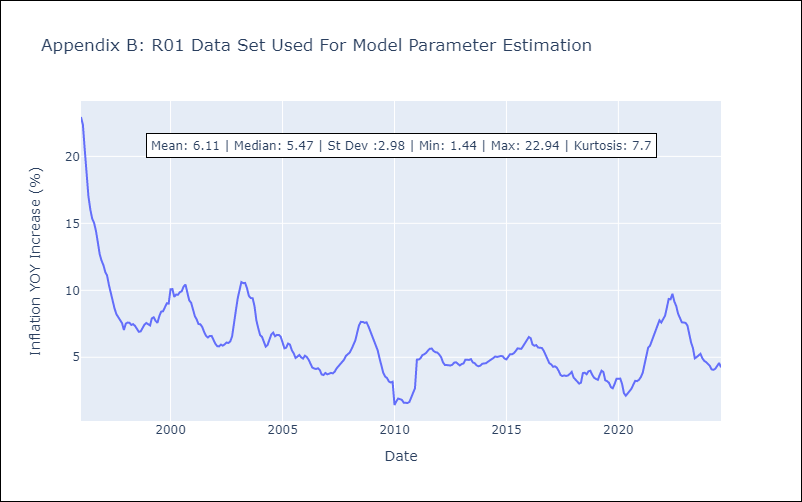 Appendix B: R01 Data Set Used For Model Parameter Estimation
Mean: 6.11 | Median: 5.47 | St Dev :2.98 | Min: 1.44 | Max: 22.94 | Kurtosis: 7.7
Inflation YOY Increase (%)
20
15
10
5
2000
2005
2010
2015
2020
Date